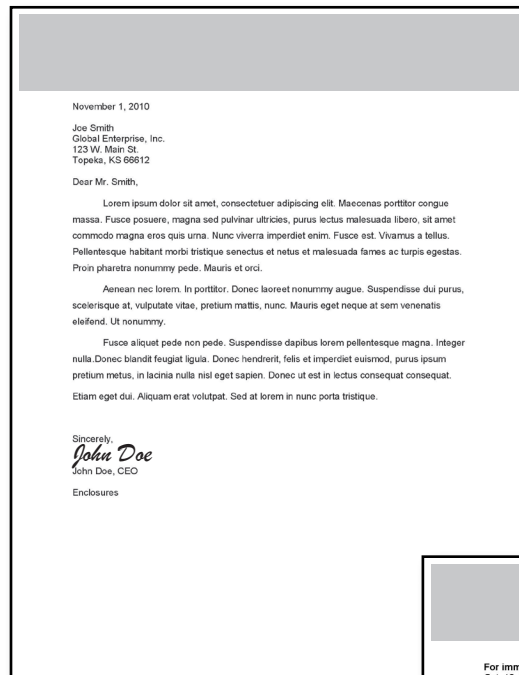 November 1, 2010
Joe Smith
Global Enterprise, Inc.
123 W. Main St.
Topeka, KS 66612
Dear Mr. Smith,
Lorem ipsum dolor sit amet, consectetuer adipiscing elit. Maecenas porttitor congue
massa. Fusce posuere, magna sed pulvinar ultricies, purus lectus malesuada libero, sit amet
commodo magna eros quis urna. Nunc viverra imperdiet enim. Fusce est. Vivamus a tellus.
Pellentesque habitant morbi tristique senectus et netus et malesuada fames ac turpis egestas.
Proin pharetra nonummy pede. Mauris et orci.
Aenean nec lorem. In porttitor. Donec laoreet nonummy augue. Suspendisse dui purus,
scelerisque at, vulputate vitae, pretium mattis, nunc. Mauris eget neque at sem venenatis
eleifend. Ut nonummy.
Fusce aliquet pede non pede. Suspendisse dapibus lorem pellentesque magna. Integer
nulla.Donec blandit feugiat ligula. Donec hendrerit, felis et imperdiet euismod, purus ipsum
pretium metus, in lacinia nulla nisl eget sapien. Donec ut est in lectus consequat consequat.
Etiam eget dui. Aliquam erat volutpat. Sed at lorem in nunc porta tristique.
Sincerely,
John Doe
John Doe, CEO
Enclosures
For imm